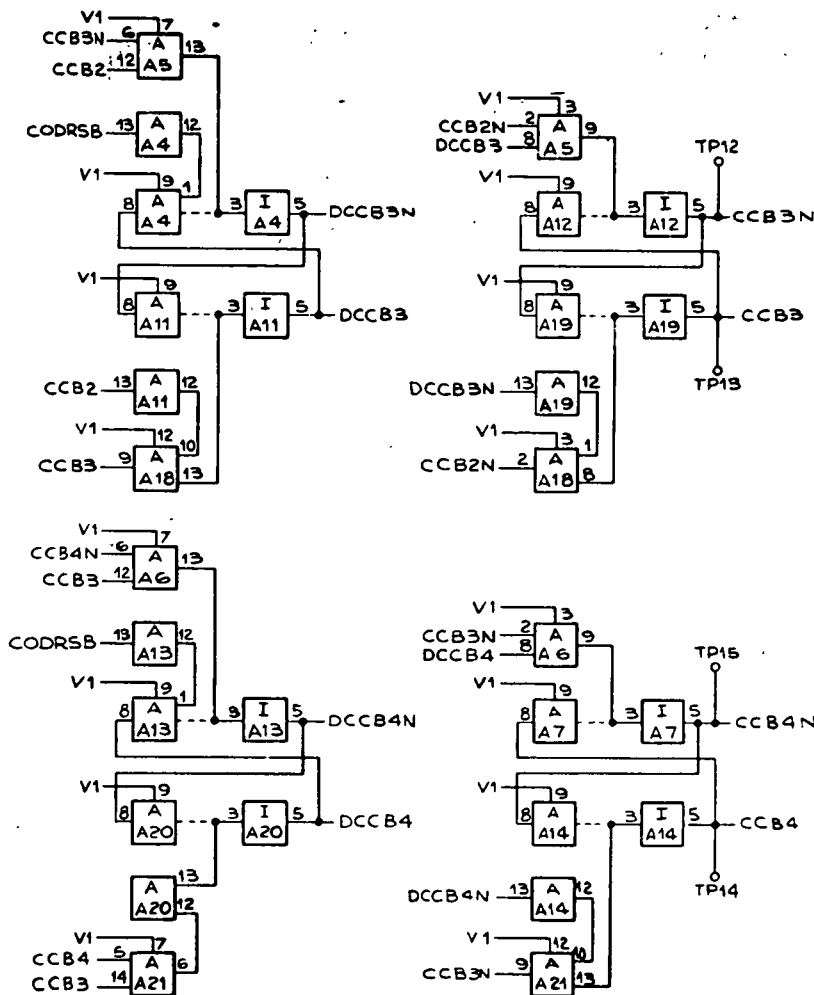 V1 7
CCB3N 6 A 13
CCB2 12 A5
CODRSB 13 A 12
A4
V1 9 1
8 A 3 I 5 DCCB3N
A4 A4
V1 9
8 A 3 I 5 DCCB3
A11 A11
CCB2 13 A 12
A11
V1 12 10
CCB3 9 A 13
A18
V1 3
CCB2N 2 A 9
DCCB3 8 A5
TP12
V1 9
8 A 3 I 5 CCB3N
A12 A12
V1 9
8 A 3 I 5 CCB3
A19 A19
TP13
DCCB3N 13 A 12
A19
V1 3 1
CCB2N 2 A 8
A18
V1 7
CCB4N 6 A 13
CCB3 12 A6
CODRSB 13 A 12
A13
V1 9 1
8 A 9 I 5 DCCB4N
A13 A13
V1 9
8 A 3 I 5 DCCB4
A20 A20
A 13
A20 12
V1 7
CCB4 5 A 6
CCB3 14 A21
V1 3
CCB3N 2 A 9
DCCB4 8 A6
TP15
V1 9
8 A 3 I 5 CCB4N
A7 A7
V1 9
8 A 3 I 5 CCB4
A14 A14
TP14
DCCB4N 13 A 12
A14
V1 12 10
CCB3N 9 A 13
A21